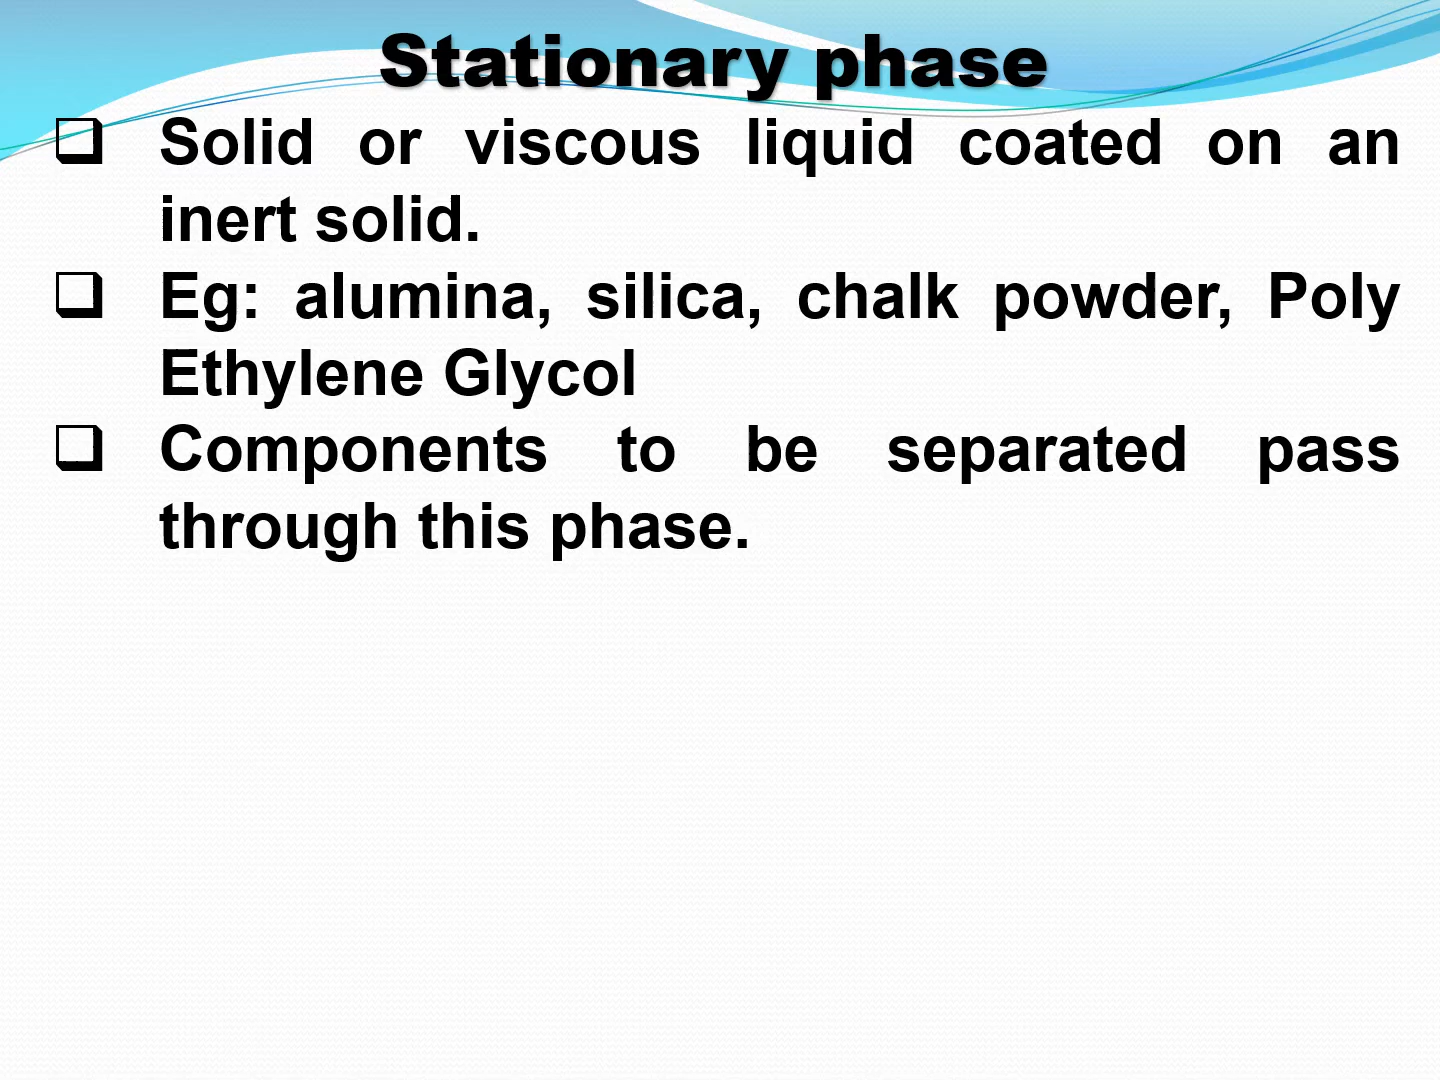 Stationary phase
❑ Solid or viscous liquid coated on an
inert solid.
❑ Eg: alumina, silica, chalk powder, Poly
Ethylene Glycol
❑ Components to be separated pass
through this phase.